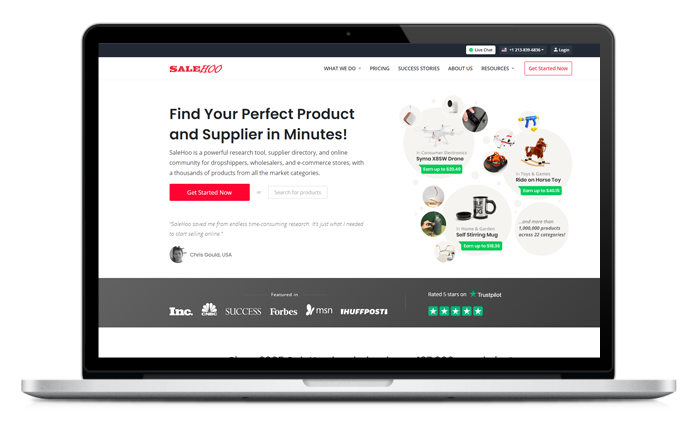 Live Chat
+1 213-839-6836
Login
SALEHOO
WHAT WE DO
PRICING
SUCCESS STORIES
ABOUT US
RESOURCES
Get Started Now
Find Your Perfect Product
and Supplier in Minutes!
SaleHoo is a powerful research tool, supplier directory, and online
community for dropshippers, wholesalers, and e-commerce stores, with
a thousands of products from all the market categories.
Get Started Now
or
Search for products
"SaleHoo saved me from endless time-consuming research. It's just what I needed
to start selling online."
Chris Gould, USA
in Consumer Electronics
Syma X8SW Drone
Earn up to $39.49
in Toys & Games
Ride on Horse Toy
Earn up to $40.15
in Home & Garden
Self Stirring Mug
Earn up to $18.38
...and more than
1,000,000 products
across 22 categories!
Featured in
Inc.
CNBC
SUCCESS
Forbes
msn
HUFFPOST
Rated 5 stars on
Trustpilot